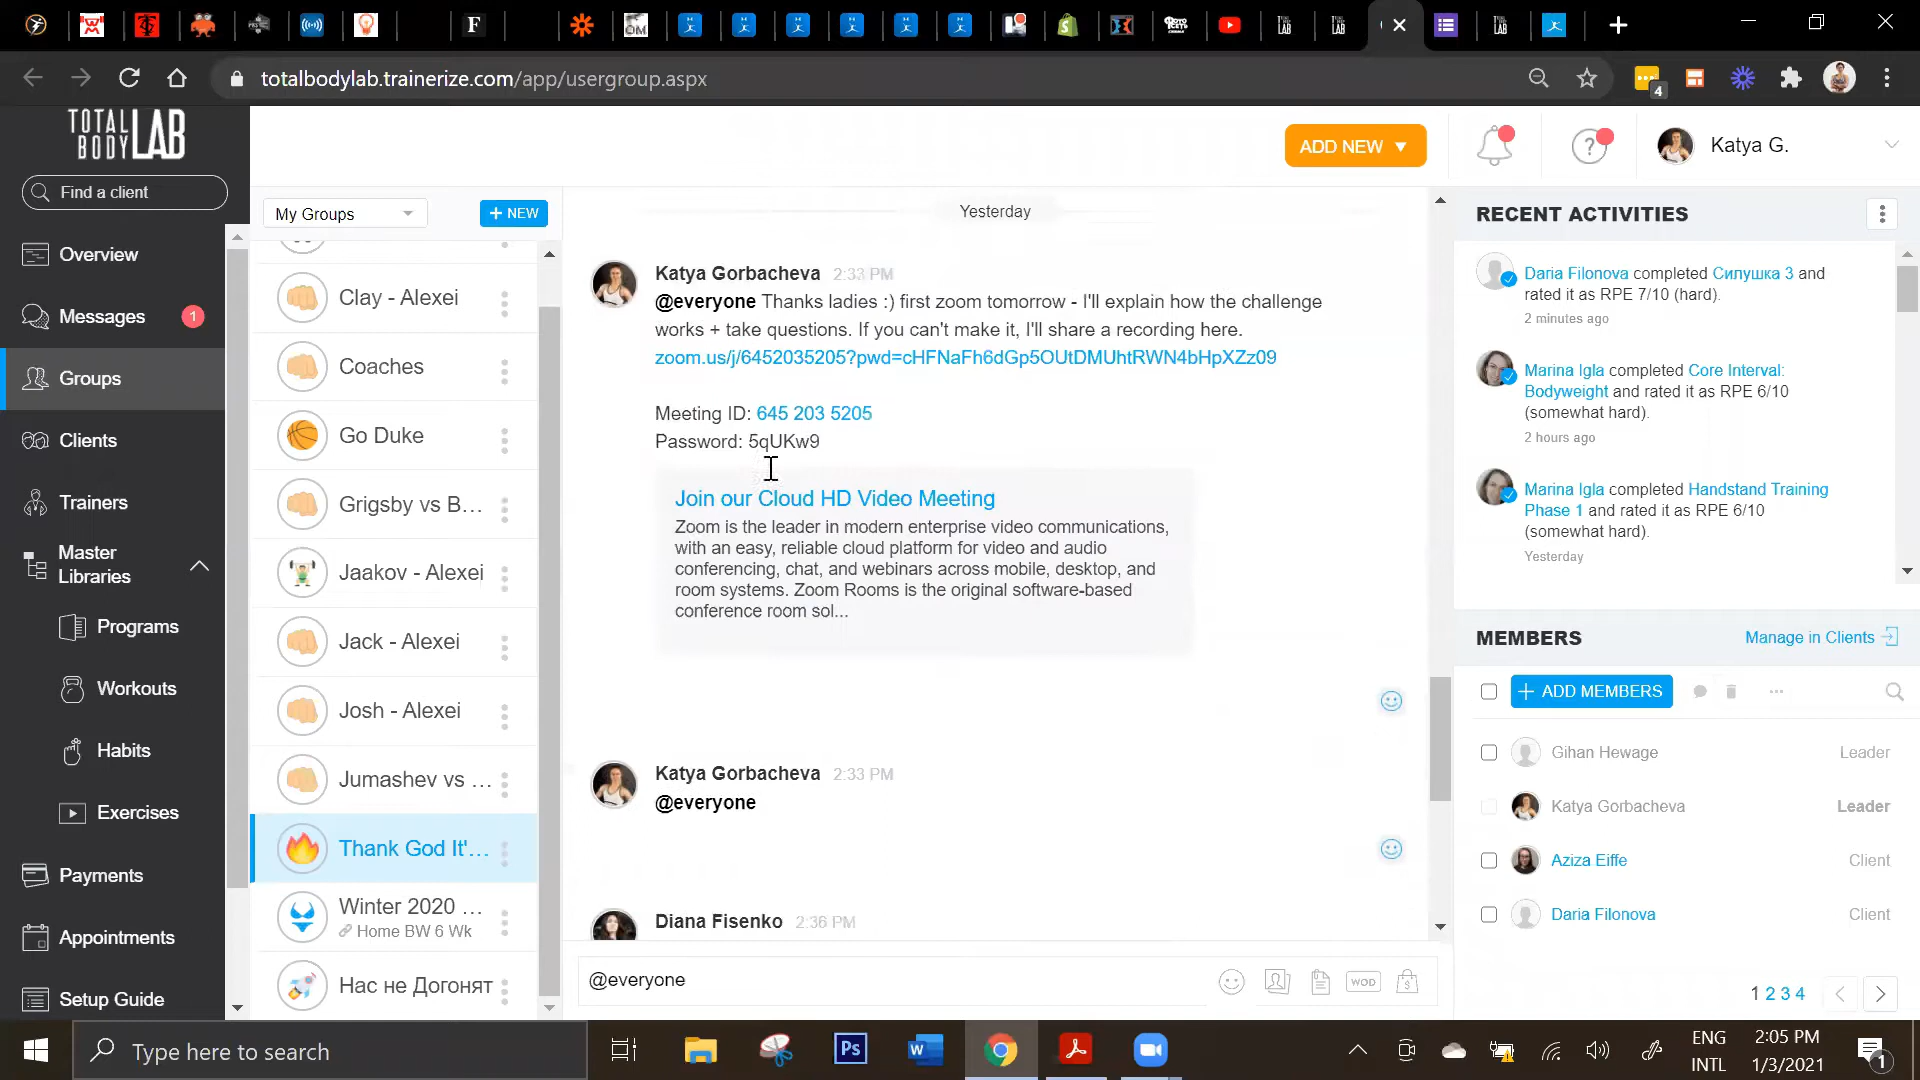 totalbodylab.trainerize.com/app/usergroup.aspx
4
TOTAL
BODY LAB
Find a client
Overview
Messages
1
Groups
Clients
Trainers
Master
Libraries
Programs
Workouts
Habits
Exercises
Payments
Appointments
Setup Guide
ADD NEW
Katya G.
My Groups
+ NEW
Clay - Alexei
Coaches
Go Duke
Grigsby vs B...
Jaakov - Alexei
Jack - Alexei
Josh - Alexei
Jumashev vs ...
Thank God It'...
Winter 2020 ...
Home BW 6 Wk
Нас не Догонят
Yesterday
Katya Gorbacheva 2:33 PM
@everyone Thanks ladies :) first zoom tomorrow - I'll explain how the challenge
works + take questions. If you can't make it, I'll share a recording here.
zoom.us/j/6452035205?pwd=cHFNaFh6dGp5OUtDMUhtRWN4bHpXZz09
Meeting ID: 645 203 5205
Password: 5qUKw9
Join our Cloud HD Video Meeting
Zoom is the leader in modern enterprise video communications,
with an easy, reliable cloud platform for video and audio
conferencing, chat, and webinars across mobile, desktop, and
room systems. Zoom Rooms is the original software-based
conference room sol...
Katya Gorbacheva 2:33 PM
@everyone
Diana Fisenko 2:36 PM
@everyone
WOD
RECENT ACTIVITIES
Daria Filonova completed Силушка 3 and
rated it as RPE 7/10 (hard).
2 minutes ago
Marina Igla completed Core Interval:
Bodyweight and rated it as RPE 6/10
(somewhat hard).
2 hours ago
Marina Igla completed Handstand Training
Phase 1 and rated it as RPE 6/10
(somewhat hard).
Yesterday
MEMBERS
Manage in Clients
+ ADD MEMBERS
Gihan Hewage Leader
Katya Gorbacheva Leader
Aziza Eiffe Client
Daria Filonova Client
1 2 3 4
Type here to search
Ps
ENG
INTL
2:05 PM
1/3/2021
1